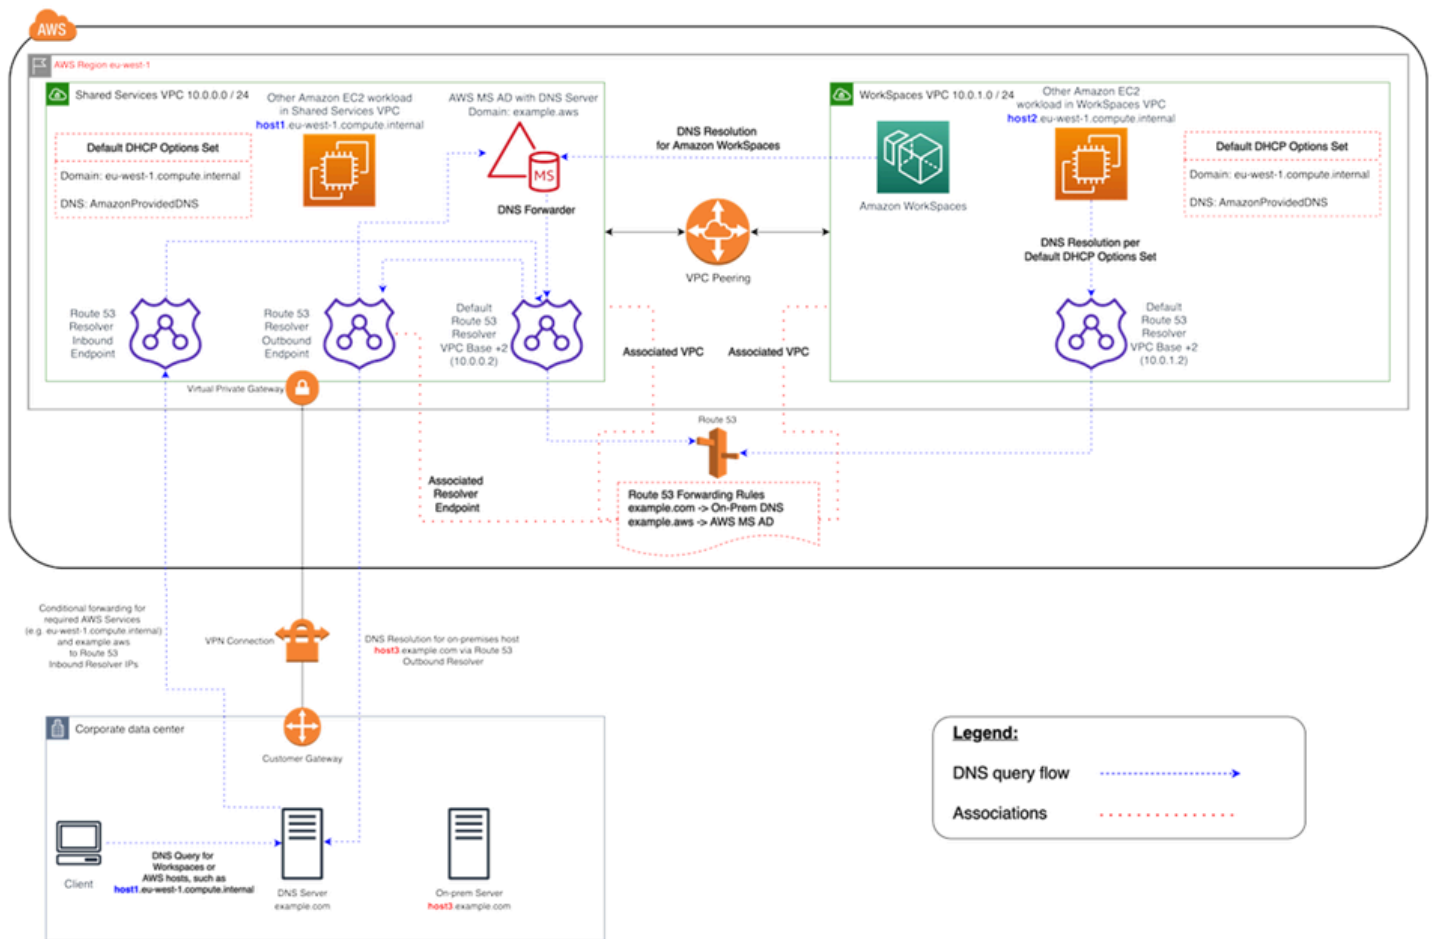 AWS
AWS Region eu-west-1
Shared Services VPC 10.0.0.0 / 24
Other Amazon EC2 workload
in Shared Services VPC
host1.eu-west-1.compute.internal
AWS MS AD with DNS Server
Domain: example.aws
Default DHCP Options Set
Domain: eu-west-1.compute.internal
DNS: AmazonProvidedDNS
MS
DNS Forwarder
DNS Resolution
for Amazon WorkSpaces
VPC Peering
WorkSpaces VPC 10.0.1.0 / 24
Other Amazon EC2
workload in WorkSpaces VPC
host2.eu-west-1.compute.internal
Amazon WorkSpaces
Default DHCP Options Set
Domain: eu-west-1.compute.internal
DNS: AmazonProvidedDNS
DNS Resolution per
Default DHCP Options Set
Route 53
Resolver
Inbound
Endpoint
Route 53
Resolver
Outbound
Endpoint
Default
Route 53
Resolver
VPC Base +2
(10.0.0.2)
Associated VPC
Associated VPC
Default
Route 53
Resolver
VPC Base +2
(10.0.1.2)
Virtual Private Gateway
Route 53
Associated
Resolver
Endpoint
Route 53 Forwarding Rules
example.com -> On-Prem DNS
example.aws -> AWS MS AD
Conditional forwarding for
required AWS Services
(e.g. eu-west-1.compute.internal)
and example.aws
to Route 53
Inbound Resolver IPs
VPN Connection
DNS Resolution for on-premises host
host3.example.com via Route 53
Outbound Resolver
Corporate data center
Customer Gateway
Client
DNS Query for
Workspaces or
AWS hosts, such as
host1.eu-west-1.compute.internal
DNS Server
example.com
On-prem Server
host3.example.com
Legend:
DNS query flow
Associations